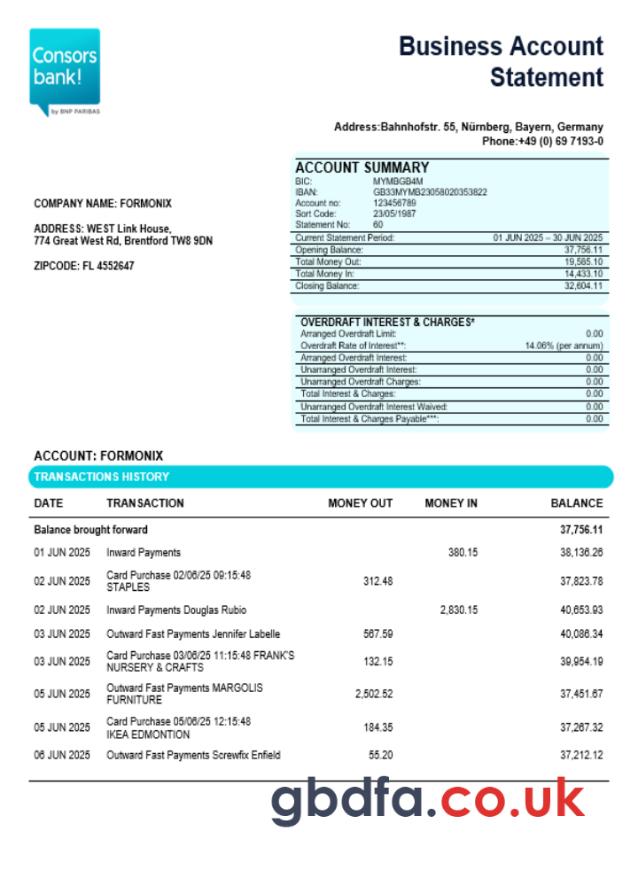 Consors
bank!
by BNP PARIBAS
Business Account
Statement
Address:Bahnhofstr. 55, Nürnberg, Bayern, Germany
Phone:+49 (0) 69 7193-0
COMPANY NAME: FORMONIX
ADDRESS: WEST Link House,
774 Great West Rd, Brentford TW8 9DN
ZIPCODE: FL 4552647
ACCOUNT SUMMARY
BIC: MYMBGB4M
IBAN: GB33MYMB23058020353822
Account no: 123456789
Sort Code: 23/05/1987
Statement No: 60
Current Statement Period: 01 JUN 2025 – 30 JUN 2025
Opening Balance: 37,756.11
Total Money Out: 19,585.10
Total Money In: 14,433.10
Closing Balance: 32,604.11
OVERDRAFT INTEREST & CHARGES*
Arranged Overdraft Limit: 0.00
Overdraft Rate of Interest**: 14.06% (per annum)
Arranged Overdraft Interest: 0.00
Unarranged Overdraft Interest: 0.00
Unarranged Overdraft Charges: 0.00
Total Interest & Charges: 0.00
Unarranged Overdraft Interest Waived: 0.00
Total Interest & Charges Payable***: 0.00
ACCOUNT: FORMONIX
TRANSACTIONS HISTORY
DATE TRANSACTION MONEY OUT MONEY IN BALANCE
Balance brought forward 37,756.11
01 JUN 2025 Inward Payments 380.15 38,136.26
02 JUN 2025 Card Purchase 02/06/25 09:15:48
STAPLES 312.48 37,823.78
02 JUN 2025 Inward Payments Douglas Rubio 2,830.15 40,653.93
03 JUN 2025 Outward Fast Payments Jennifer Labelle 567.59 40,086.34
03 JUN 2025 Card Purchase 03/06/25 11:15:48 FRANK'S
NURSERY & CRAFTS 132.15 39,954.19
05 JUN 2025 Outward Fast Payments MARGOLIS
FURNITURE 2,502.52 37,451.67
05 JUN 2025 Card Purchase 05/06/25 12:15:48
IKEA EDMONTION 184.35 37,267.32
06 JUN 2025 Outward Fast Payments Screwfix Enfield 55.20 37,212.12
gbdfa.co.uk